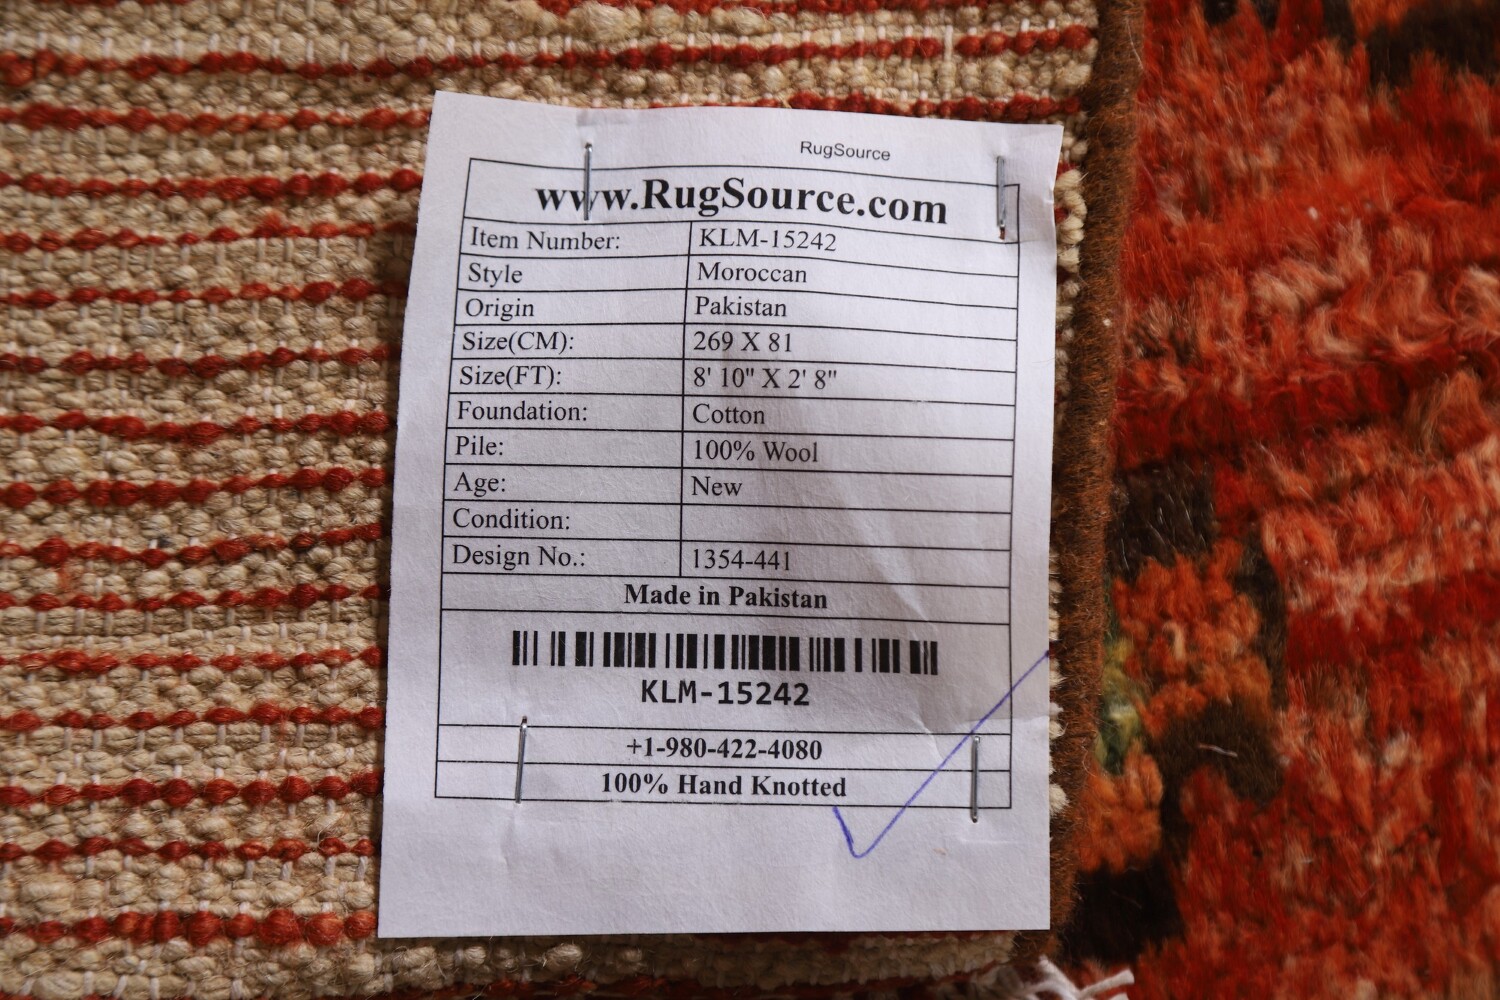 RugSource
www.RugSource.com
Item Number: KLM-15242
Style Moroccan
Origin Pakistan
Size(CM): 269 X 81
Size(FT): 8' 10" X 2' 8"
Foundation: Cotton
Pile: 100% Wool
Age: New
Condition:
Design No.: 1354-441
Made in Pakistan
KLM-15242
+1-980-422-4080
100% Hand Knotted